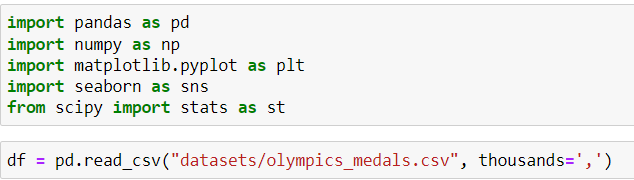 import pandas as pd
import numpy as np
import matplotlib.pyplot as plt
import seaborn as sns
from scipy import stats as st
df = pd.read_csv("datasets/olympics_medals.csv", thousands=',')